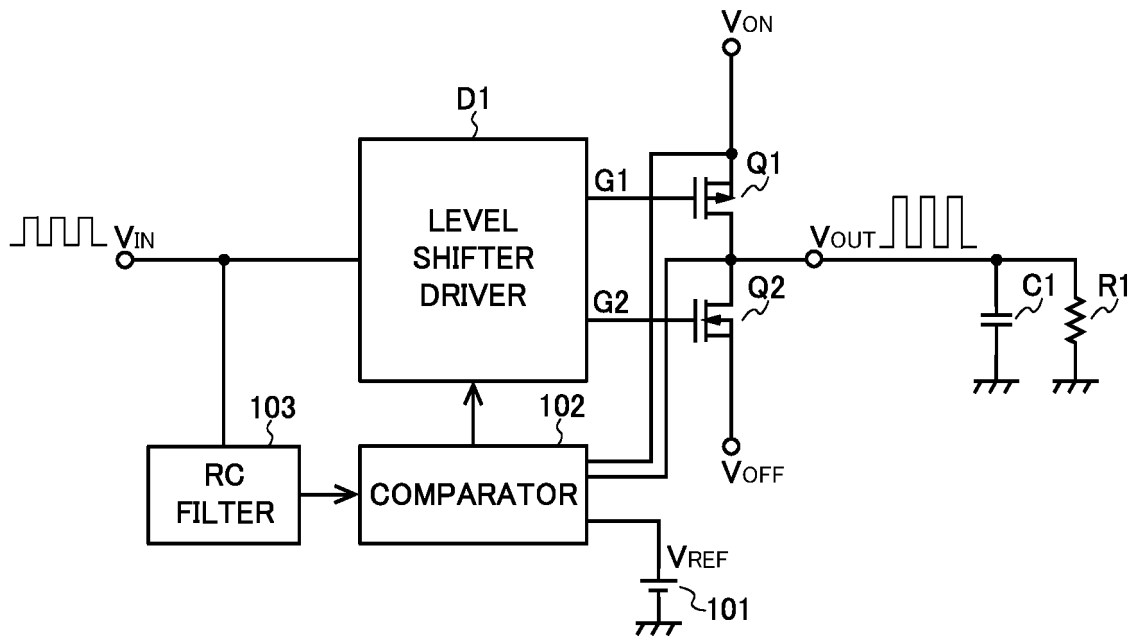 VON
D1
Q1
G1
LEVEL
SHIFTER
DRIVER
VIN
VOUT
G2
Q2
C1
R1
103
102
RC
FILTER
COMPARATOR
VOFF
VREF
101